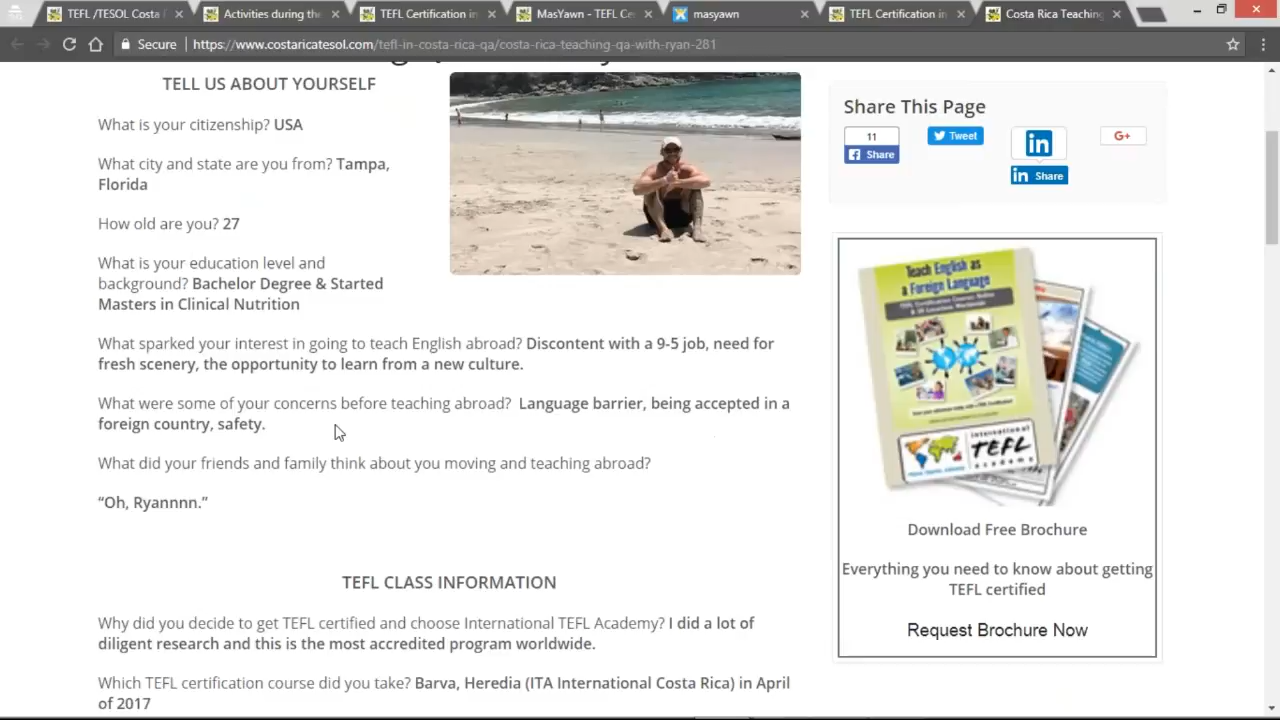 TEFL /TESOL Costa
Activities during the
TEFL Certification in
MasYawn - TEFL Ce
masyawn
TEFL Certification in
Costa Rica Teaching
Secure
https://www.costaricatesol.com/tefl-in-costa-rica-qa/costa-rica-teaching-qa-with-ryan-281
TELL US ABOUT YOURSELF
What is your citizenship? USA
What city and state are you from? Tampa,
Florida
How old are you? 27
What is your education level and
background? Bachelor Degree & Started
Masters in Clinical Nutrition
What sparked your interest in going to teach English abroad? Discontent with a 9-5 job, need for
fresh scenery, the opportunity to learn from a new culture.
What were some of your concerns before teaching abroad?  Language barrier, being accepted in a
foreign country, safety.
What did your friends and family think about you moving and teaching abroad?
“Oh, Ryannnn.”
TEFL CLASS INFORMATION
Why did you decide to get TEFL certified and choose International TEFL Academy? I did a lot of
diligent research and this is the most accredited program worldwide.
Which TEFL certification course did you take? Barva, Heredia (ITA International Costa Rica) in April
of 2017
Share This Page
11
Share
Tweet
in
in Share
G+
Teach English as
a Foreign Language
international
TEFL
academy
Download Free Brochure
Everything you need to know about getting
TEFL certified
Request Brochure Now